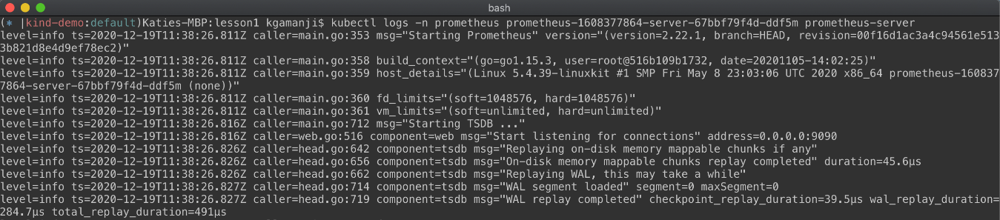 bash
(⎈ |kind-demo:default)Katies-MBP:lesson1 kgamanji$ kubectl logs -n prometheus prometheus-1608377864-server-67bbf79f4d-ddf5m prometheus-server
level=info ts=2020-12-19T11:38:26.811Z caller=main.go:353 msg="Starting Prometheus" version="(version=2.22.1, branch=HEAD, revision=00f16d1ac3a4c94561e513
3b821d8e4d9ef78ec2)"
level=info ts=2020-12-19T11:38:26.811Z caller=main.go:358 build_context="(go=go1.15.3, user=root@516b109b1732, date=20201105-14:02:25)"
level=info ts=2020-12-19T11:38:26.811Z caller=main.go:359 host_details="(Linux 5.4.39-linuxkit #1 SMP Fri May 8 23:03:06 UTC 2020 x86_64 prometheus-160837
7864-server-67bbf79f4d-ddf5m (none))"
level=info ts=2020-12-19T11:38:26.811Z caller=main.go:360 fd_limits="(soft=1048576, hard=1048576)"
level=info ts=2020-12-19T11:38:26.811Z caller=main.go:361 vm_limits="(soft=unlimited, hard=unlimited)"
level=info ts=2020-12-19T11:38:26.816Z caller=main.go:712 msg="Starting TSDB ..."
level=info ts=2020-12-19T11:38:26.816Z caller=web.go:516 component=web msg="Start listening for connections" address=0.0.0.0:9090
level=info ts=2020-12-19T11:38:26.826Z caller=head.go:642 component=tsdb msg="Replaying on-disk memory mappable chunks if any"
level=info ts=2020-12-19T11:38:26.826Z caller=head.go:656 component=tsdb msg="On-disk memory mappable chunks replay completed" duration=45.6µs
level=info ts=2020-12-19T11:38:26.826Z caller=head.go:662 component=tsdb msg="Replaying WAL, this may take a while"
level=info ts=2020-12-19T11:38:26.827Z caller=head.go:714 component=tsdb msg="WAL segment loaded" segment=0 maxSegment=0
level=info ts=2020-12-19T11:38:26.827Z caller=head.go:719 component=tsdb msg="WAL replay completed" checkpoint_replay_duration=39.5µs wal_replay_duration=
284.7µs total_replay_duration=491µs